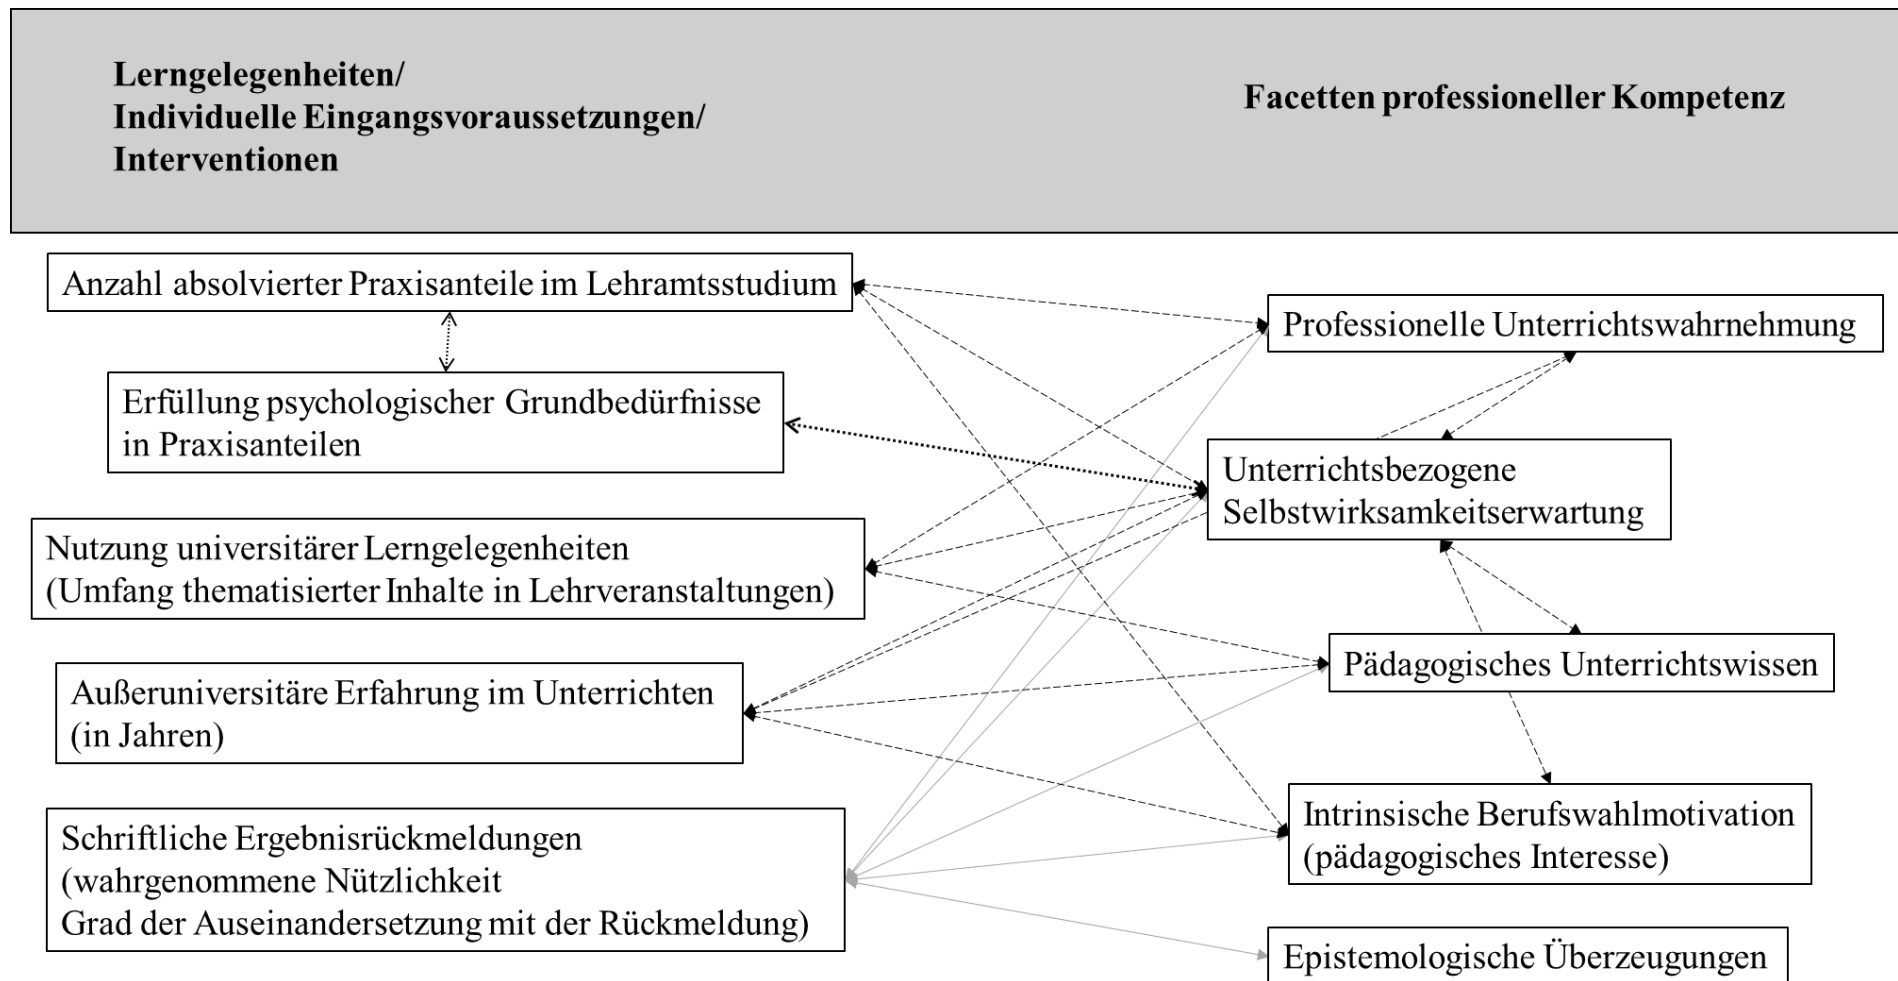 Lerngelegenheiten/
Individuelle Eingangsvoraussetzungen/
Interventionen
Facetten professioneller Kompetenz
Anzahl absolvierter Praxisanteile im Lehramtsstudium
Erfüllung psychologischer Grundbedürfnisse
in Praxisanteilen
Nutzung universitärer Lerngelegenheiten
(Umfang thematisierter Inhalte in Lehrveranstaltungen)
Außeruniversitäre Erfahrung im Unterrichten
(in Jahren)
Schriftliche Ergebnisrückmeldungen
(wahrgenommene Nützlichkeit
Grad der Auseinandersetzung mit der Rückmeldung)
Professionelle Unterrichtswahrnehmung
Unterrichtsbezogene
Selbstwirksamkeitserwartung
Pädagogisches Unterrichtswissen
Intrinsische Berufswahlmotivation
(pädagogisches Interesse)
Epistemologische Überzeugungen